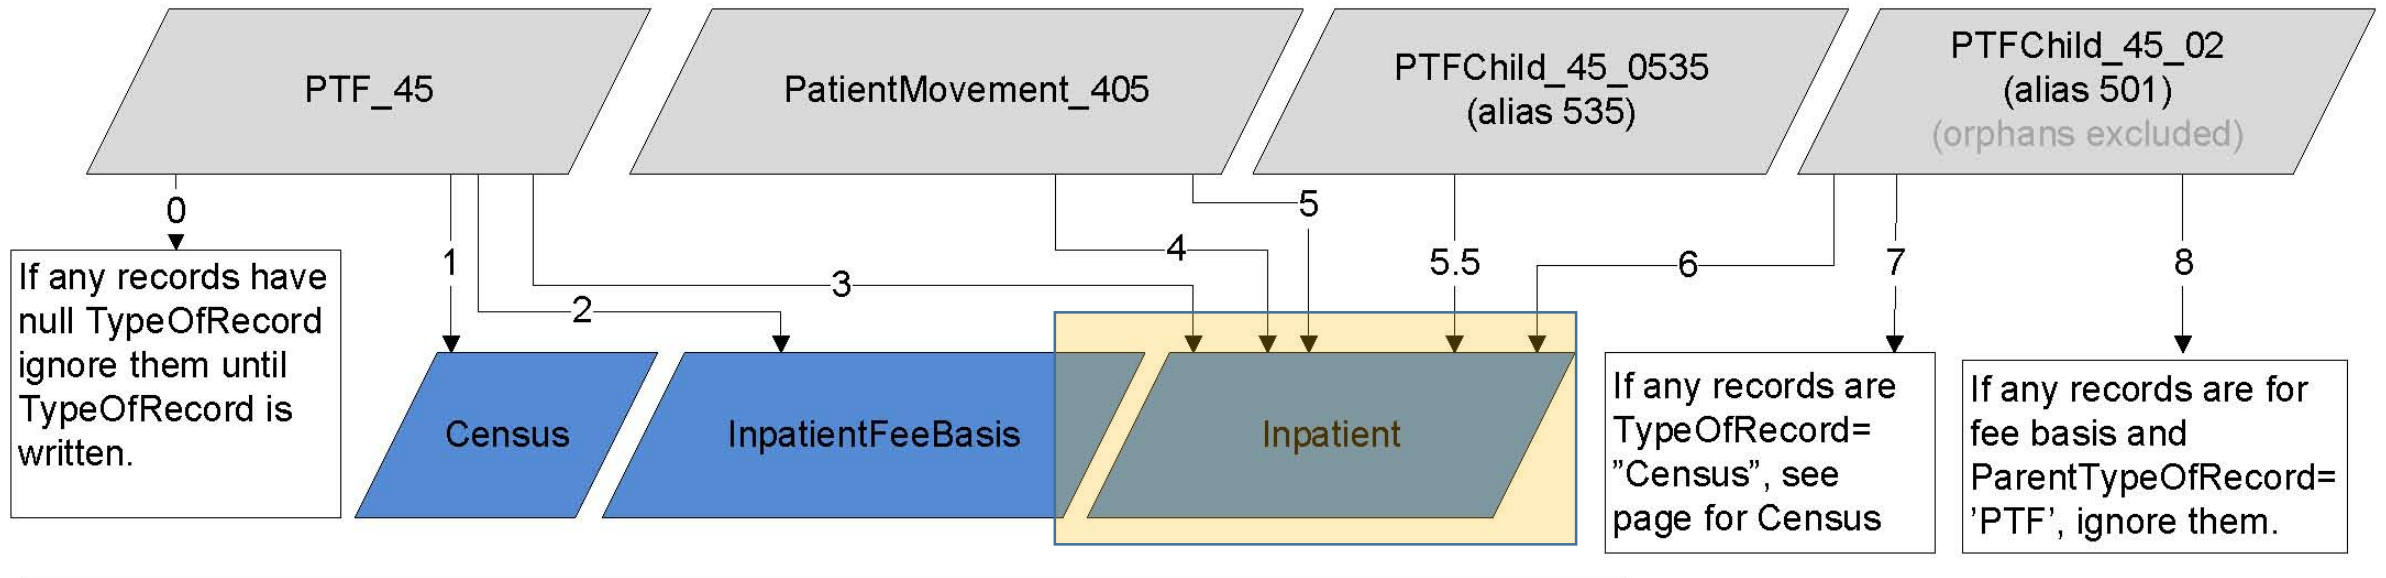 PTF_45
PatientMovement_405
PTFChild_45_0535
(alias 535)
PTFChild_45_02
(alias 501)
(orphans excluded)
0
1
2
3
4
5
5.5
6
7
8
If any records have
null TypeOfRecord
ignore them until
TypeOfRecord is
written.
Census
InpatientFeeBasis
Inpatient
If any records are
TypeOfRecord=
”Census”, see
page for Census
If any records are for
fee basis and
ParentTypeOfRecord=
’PTF’, ignore them.